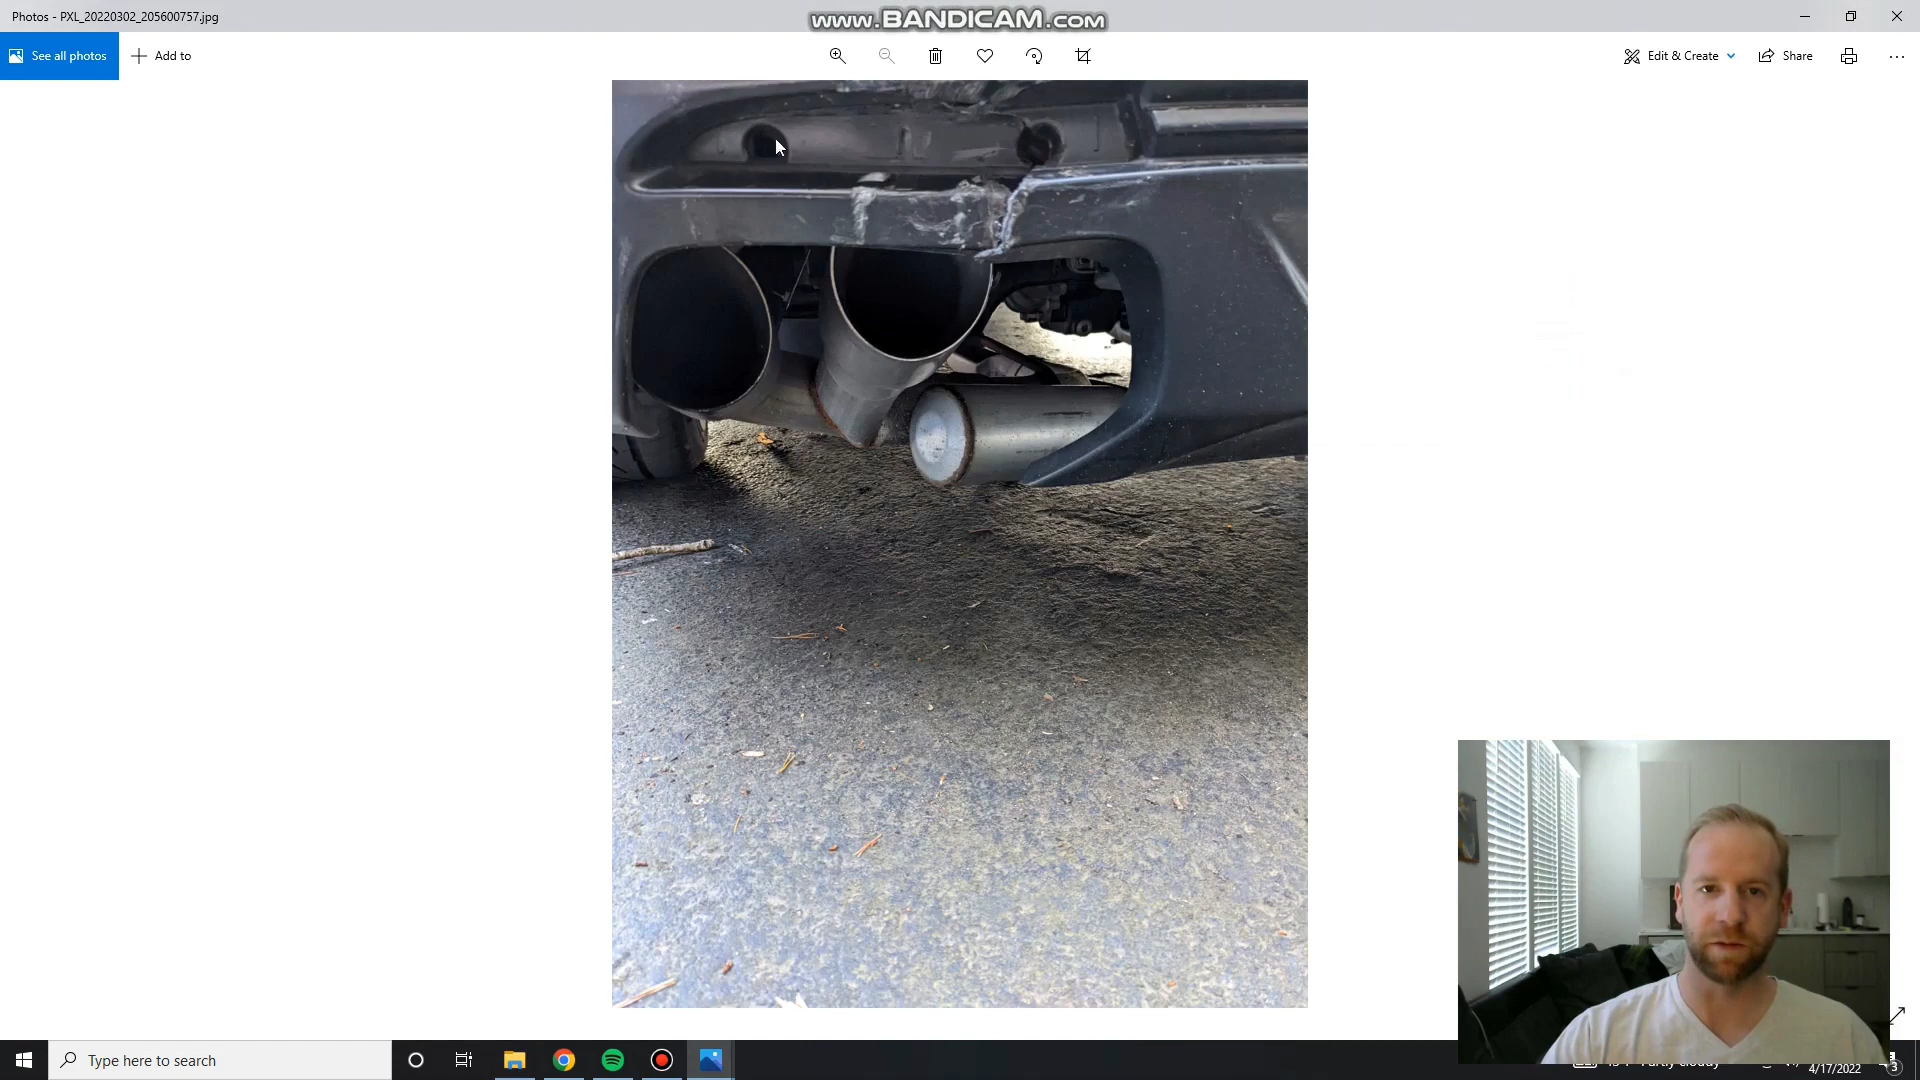 Photos - PXL_20220302_205600757.jpg
www.BANDICAM.com
See all photos
Add to
Edit & Create
Share
Type here to search
4/17/2022
3